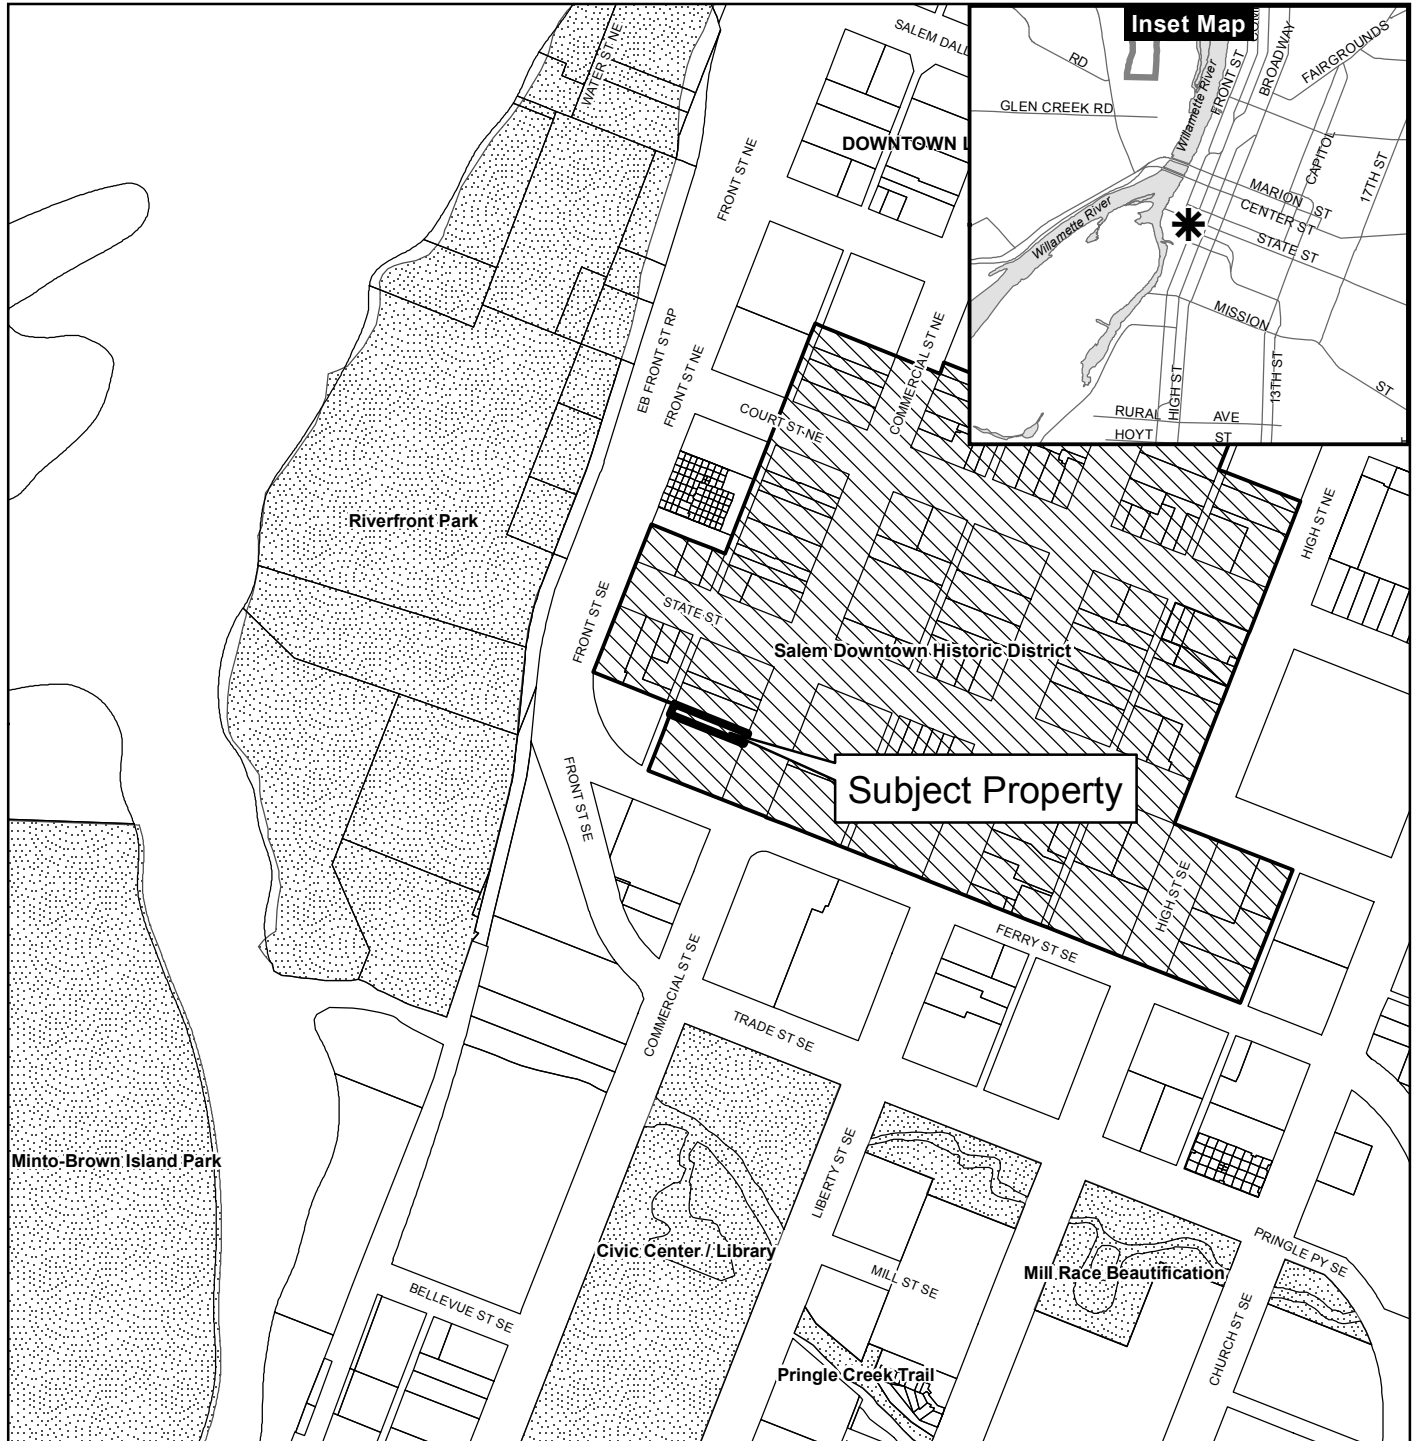 Inset Map
RD
GLEN CREEK RD
Willamette River
FRONT ST
BROADWAY
FAIRGROUNDS
CAPITOL
17TH ST
MARION ST
CENTER ST
STATE ST
Willamette River
MISSION
ST
13TH ST
HIGH ST
RURAL AVE
HOYT ST
WATER ST NE
SALEM DALL
DOWNTOWN L
FRONT ST NE
EB FRONT ST RP
FRONT ST NE
COMMERCIAL ST NE
COURT ST NE
HIGH ST NE
Riverfront Park
FRONT ST SE
STATE ST
Salem Downtown Historic District
Subject Property
FRONT ST SE
HIGH ST SE
FERRY ST SE
COMMERCIAL ST SE
TRADE ST SE
LIBERTY ST SE
Minto-Brown Island Park
Civic Center / Library
MILL ST SE
Mill Race Beautification
PRINGLE PY SE
BELLEVUE ST SE
CHURCH ST SE
Pringle Creek Trail